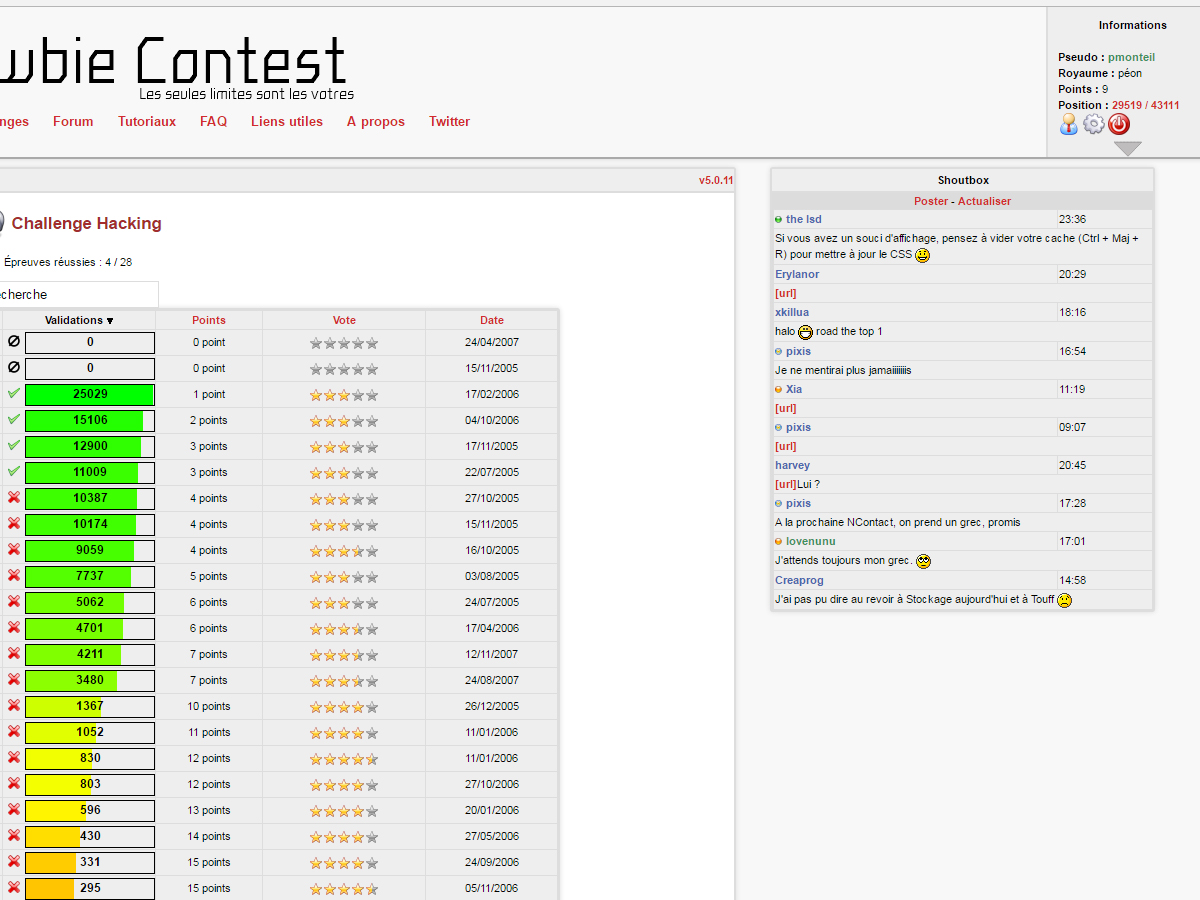 wbie Contest
Les seules limites sont les votres
nges Forum Tutoriaux FAQ Liens utiles A propos Twitter
Informations
Pseudo : pmonteil
Royaume : péon
Points : 9
Position : 29519 / 43111
v5.0.11
Challenge Hacking
Épreuves réussies : 4 / 28
echerche
Validations ▼ Points Vote Date
0 0 point 24/04/2007
0 0 point 15/11/2005
25029 1 point 17/02/2006
15106 2 points 04/10/2006
12900 3 points 17/11/2005
11009 3 points 22/07/2005
10387 4 points 27/10/2005
10174 4 points 15/11/2005
9059 4 points 16/10/2005
7737 5 points 03/08/2005
5062 6 points 24/07/2005
4701 6 points 17/04/2006
4211 7 points 12/11/2007
3480 7 points 24/08/2007
1367 10 points 26/12/2005
1052 11 points 11/01/2006
830 12 points 11/01/2006
803 12 points 27/10/2006
596 13 points 20/01/2006
430 14 points 27/05/2006
331 15 points 24/09/2006
295 15 points 05/11/2006
Shoutbox
Poster - Actualiser
the lsd 23:36
Si vous avez un souci d'affichage, pensez à vider votre cache (Ctrl + Maj +
R) pour mettre à jour le CSS
Erylanor 20:29
[url]
xkillua 18:16
halo road the top 1
pixis 16:54
Je ne mentirai plus jamaiiiiiiis
Xia 11:19
[url]
pixis 09:07
[url]
harvey 20:45
[url]Lui ?
pixis 17:28
A la prochaine NContact, on prend un grec, promis
lovenunu 17:01
J'attends toujours mon grec.
Creaprog 14:58
J'ai pas pu dire au revoir à Stockage aujourd'hui et à Touff